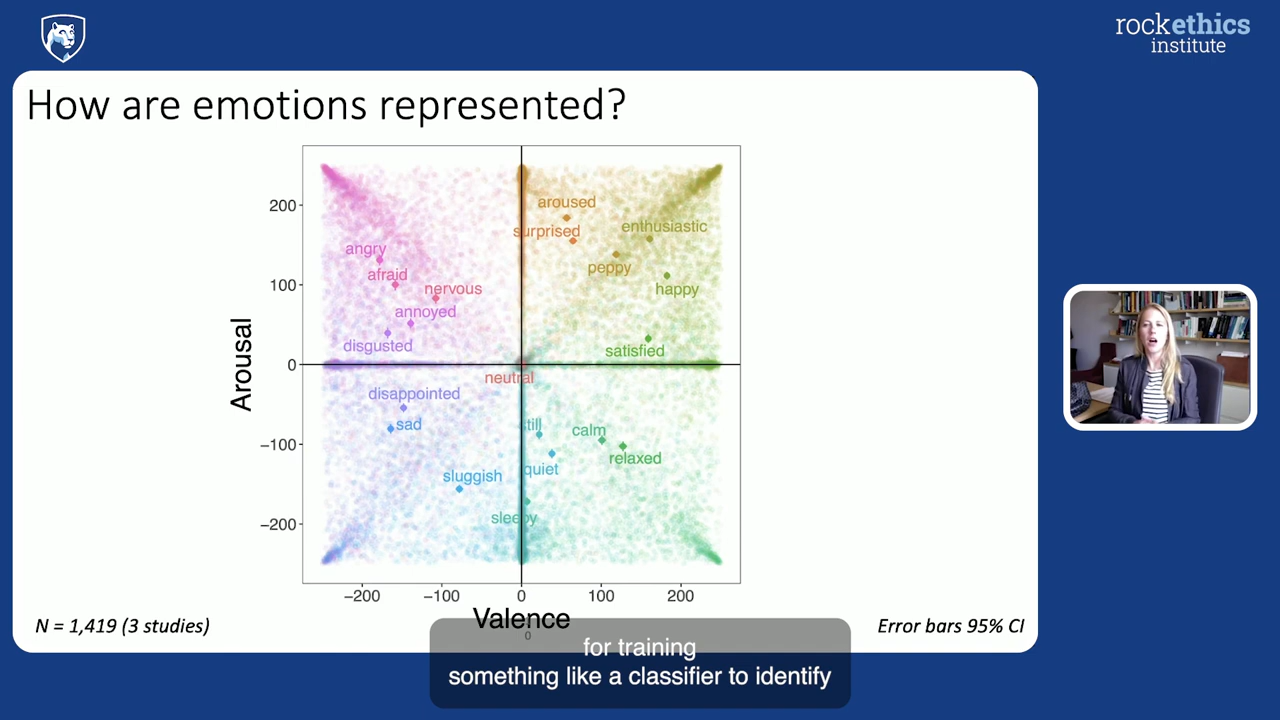 rockethics
institute
How are emotions represented?
Arousal
200
100
0
−100
−200
aroused
surprised
enthusiastic
peppy
happy
satisfied
angry
afraid
nervous
annoyed
disgusted
neutral
disappointed
sad
sluggish
still
quiet
sleepy
calm
relaxed
−200
−100
0
100
200
Valence
0
N = 1,419 (3 studies)
Error bars 95% CI
for training
something like a classifier to identify